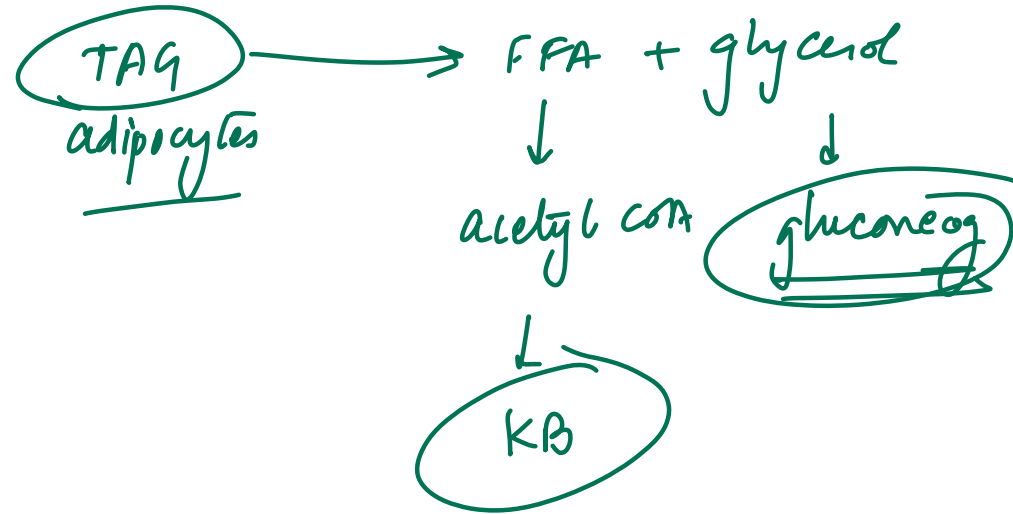 TAG → FFA + glycerol
adipocytes
↓ ↓
acetyl COA gluconeog
↓
KB